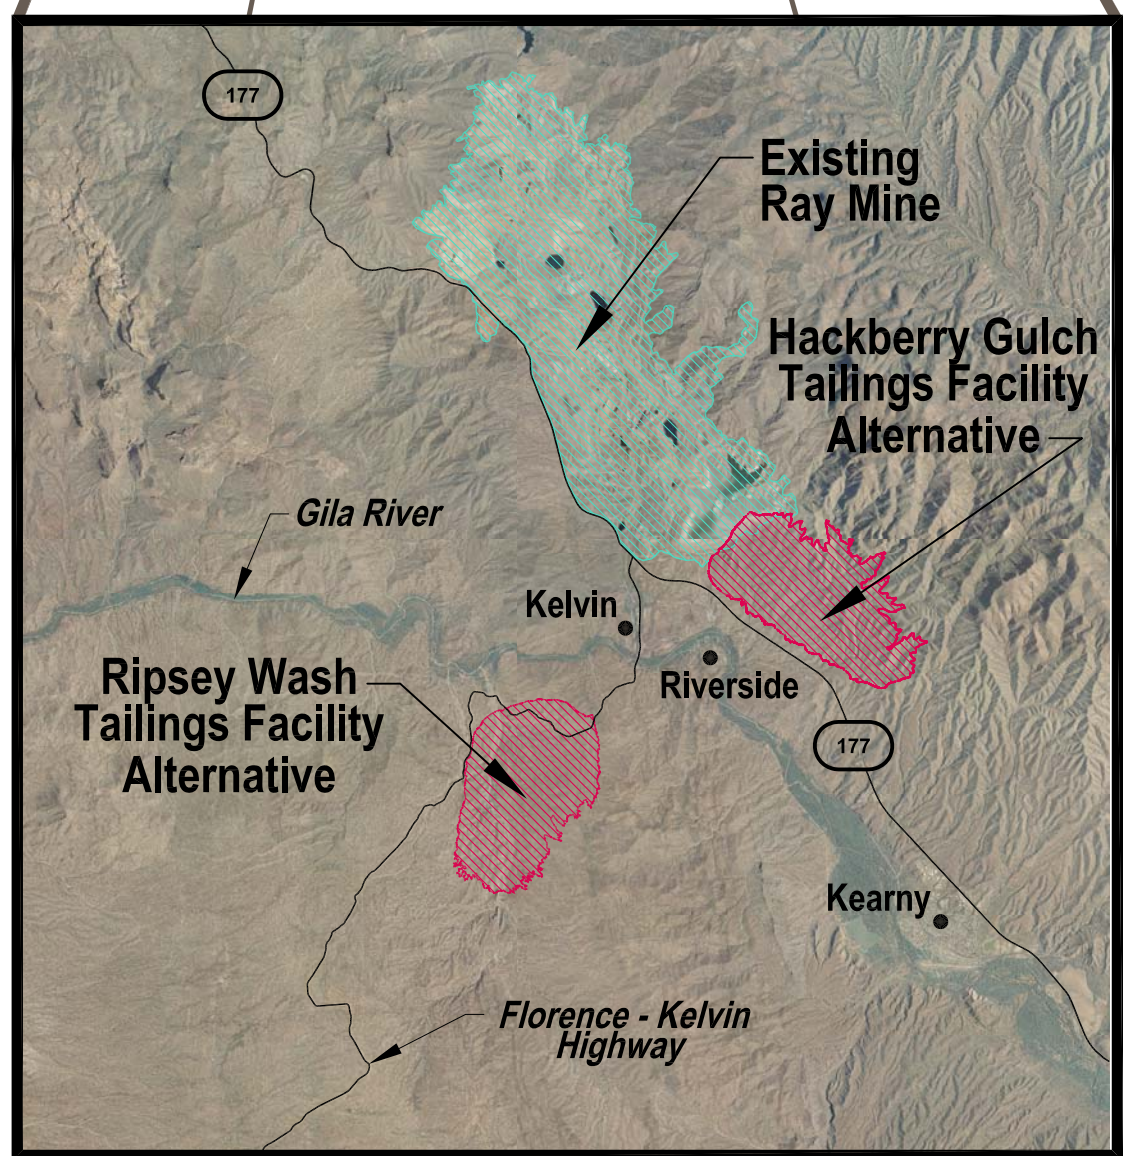 177
Existing
Ray Mine
Hackberry Gulch
Tailings Facility
Alternative
Gila River
Kelvin
Riverside
Ripsey Wash
Tailings Facility
Alternative
177
Kearny
Florence - Kelvin
Highway